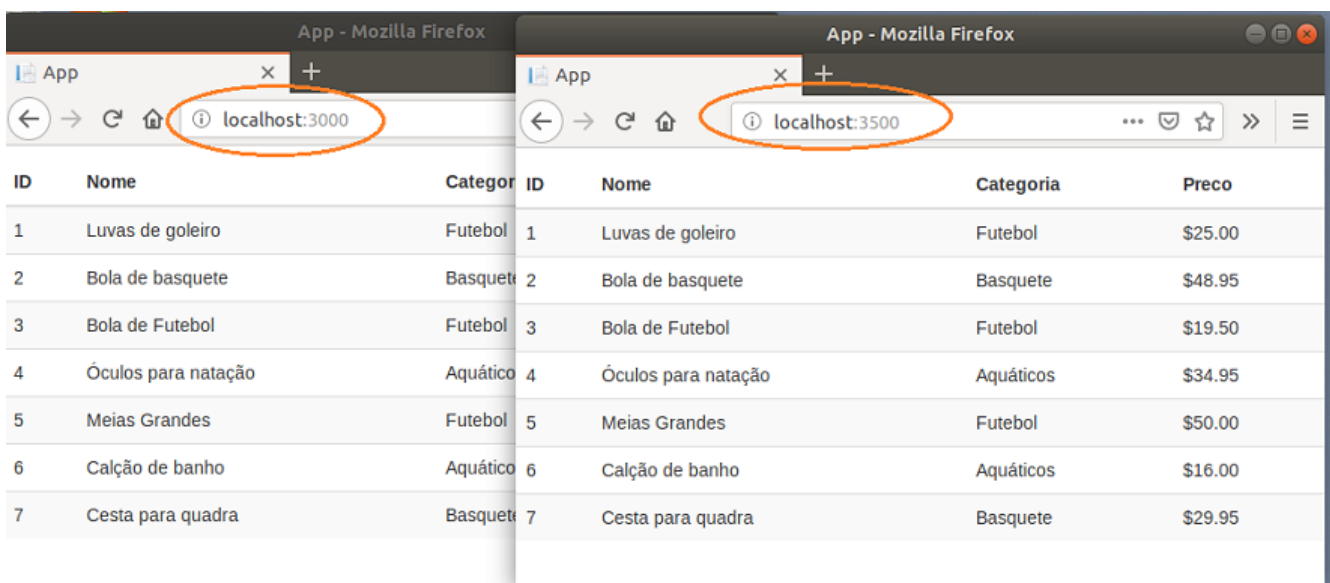 App - Mozilla Firefox
App
localhost:3000
ID Nome Categor
1 Luvas de goleiro Futebol
2 Bola de basquete Basquete
3 Bola de Futebol Futebol
4 Óculos para natação Aquático
5 Meias Grandes Futebol
6 Calção de banho Aquático
7 Cesta para quadra Basquete
App - Mozilla Firefox
App
localhost:3500
ID Nome Categoria Preco
1 Luvas de goleiro Futebol $25.00
2 Bola de basquete Basquete $48.95
3 Bola de Futebol Futebol $19.50
4 Óculos para natação Aquáticos $34.95
5 Meias Grandes Futebol $50.00
6 Calção de banho Aquáticos $16.00
7 Cesta para quadra Basquete $29.95